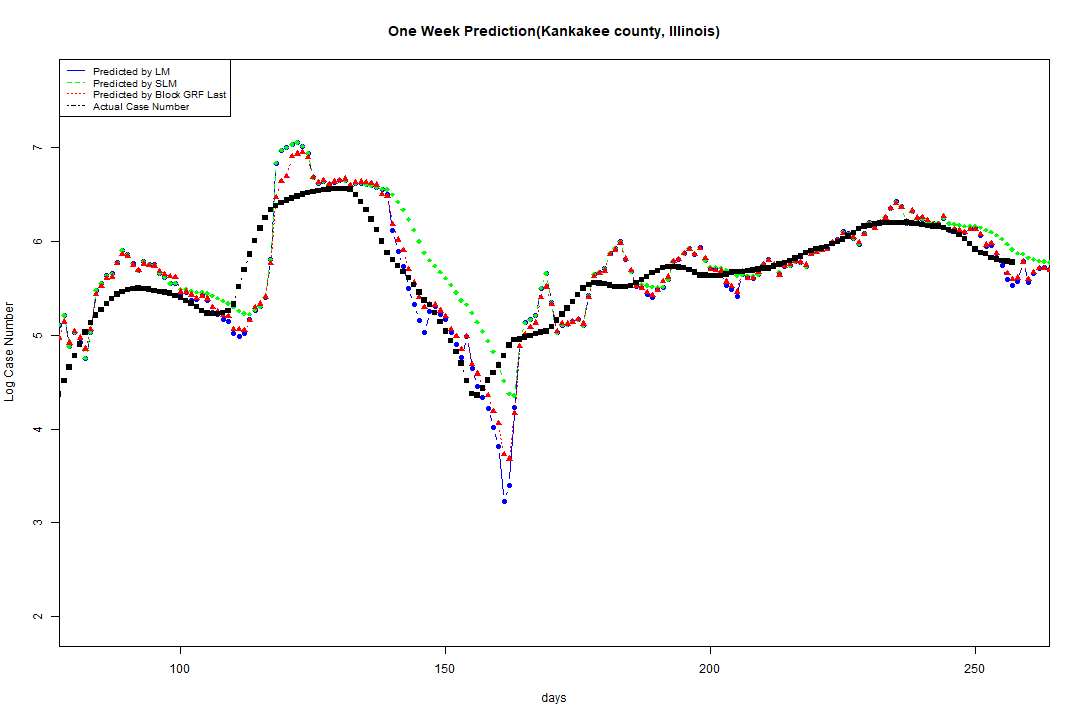 One Week Prediction(Kankakee county, Illinois)
Predicted by LM
Predicted by SLM
Predicted by Block GRF Last
Actual Case Number
7
6
5
4
3
2
Log Case Number
100 150 200 250
days